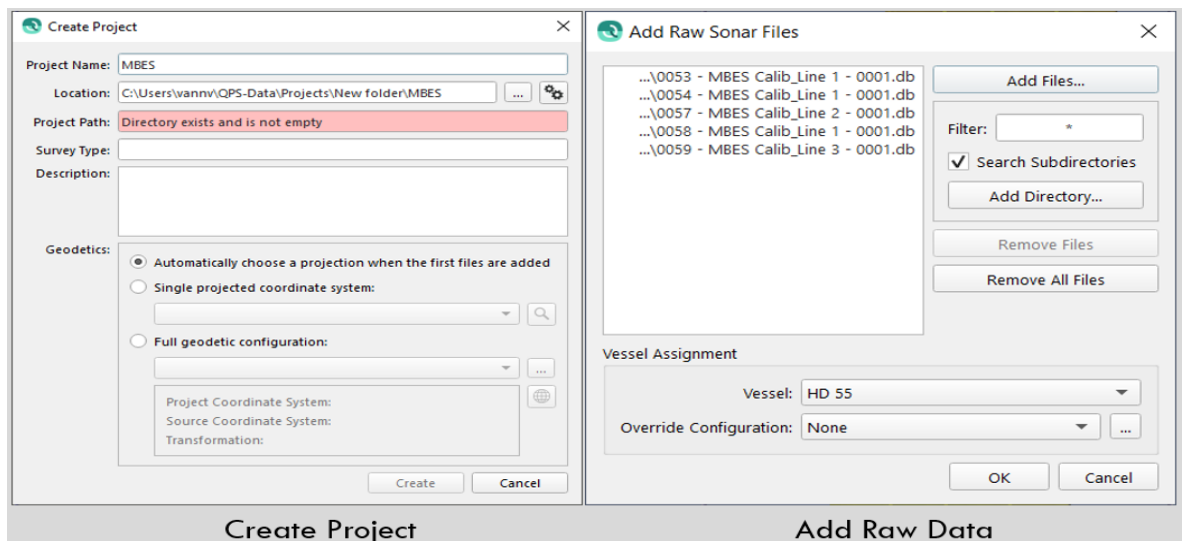 Create Project
Project Name: MBES
Location: C:\Users\vannv\QPS-Data\Projects\New folder\MBES ...
Project Path: Directory exists and is not empty
Survey Type:
Description:
Geodetics:
Automatically choose a projection when the first files are added
Single projected coordinate system:
Full geodetic configuration:
...
Project Coordinate System:
Source Coordinate System:
Transformation:
Create Cancel
Create Project
Add Raw Sonar Files
...\0053 - MBES Calib_Line 1 - 0001.db
...\0054 - MBES Calib_Line 1 - 0001.db
...\0057 - MBES Calib_Line 2 - 0001.db
...\0058 - MBES Calib_Line 1 - 0001.db
...\0059 - MBES Calib_Line 3 - 0001.db
Add Files...
Filter: *
Search Subdirectories
Add Directory...
Remove Files
Remove All Files
Vessel Assignment
Vessel: HD 55
Override Configuration: None ...
OK Cancel
Add Raw Data